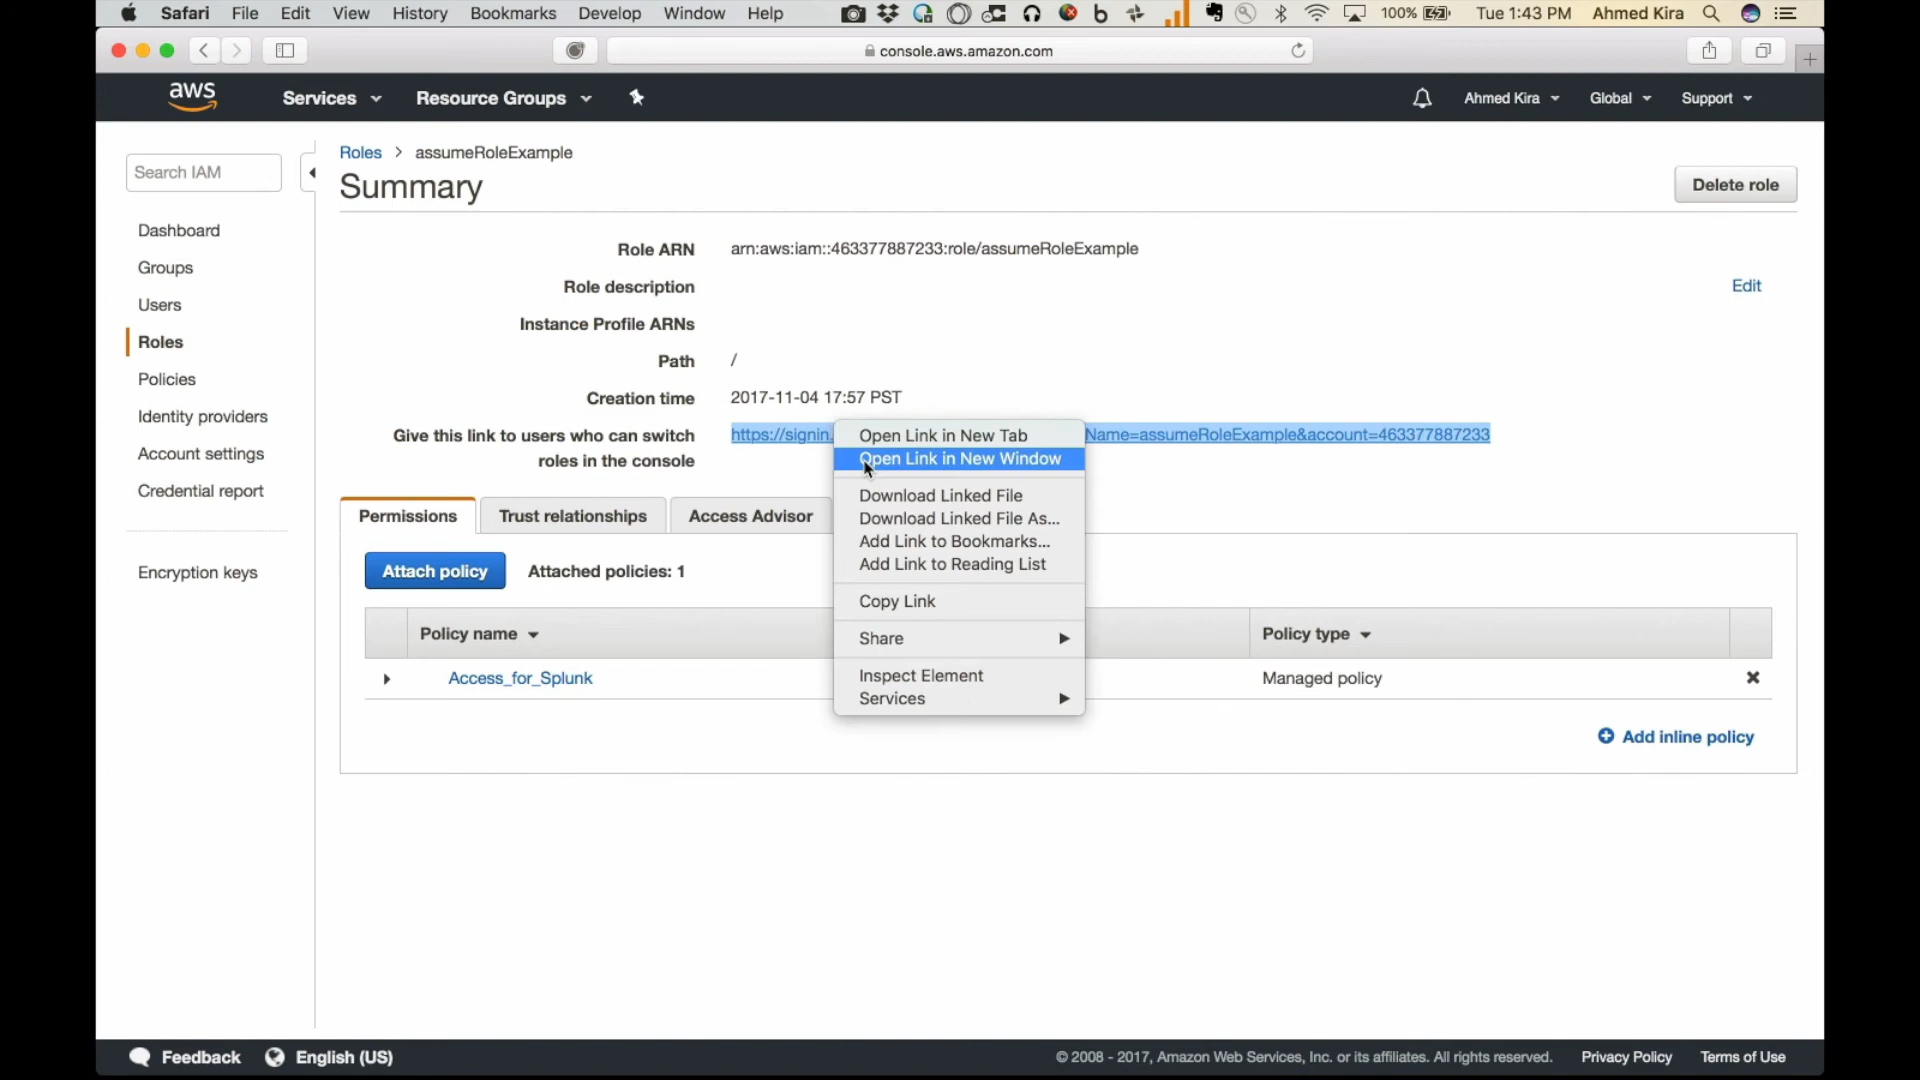 Safari File Edit View History Bookmarks Develop Window Help 100% Tue 1:43 PM Ahmed Kira
console.aws.amazon.com
aws Services Resource Groups Ahmed Kira Global Support
Search IAM
Dashboard
Groups
Users
Roles
Policies
Identity providers
Account settings
Credential report
Encryption keys
Roles > assumeRoleExample
Summary
Delete role
Role ARN arn:aws:iam::463377887233:role/assumeRoleExample
Role description Edit
Instance Profile ARNs
Path /
Creation time 2017-11-04 17:57 PST
Give this link to users who can switch roles in the console
https://signin. Name=assumeRoleExample&account=463377887233
Open Link in New Tab
Open Link in New Window
Download Linked File
Download Linked File As...
Add Link to Bookmarks...
Add Link to Reading List
Copy Link
Share
Inspect Element
Services
Permissions Trust relationships Access Advisor
Attach policy Attached policies: 1
Policy name Policy type
Access_for_Splunk Managed policy
Add inline policy
Feedback English (US) © 2008 - 2017, Amazon Web Services, Inc. or its affiliates. All rights reserved. Privacy Policy Terms of Use